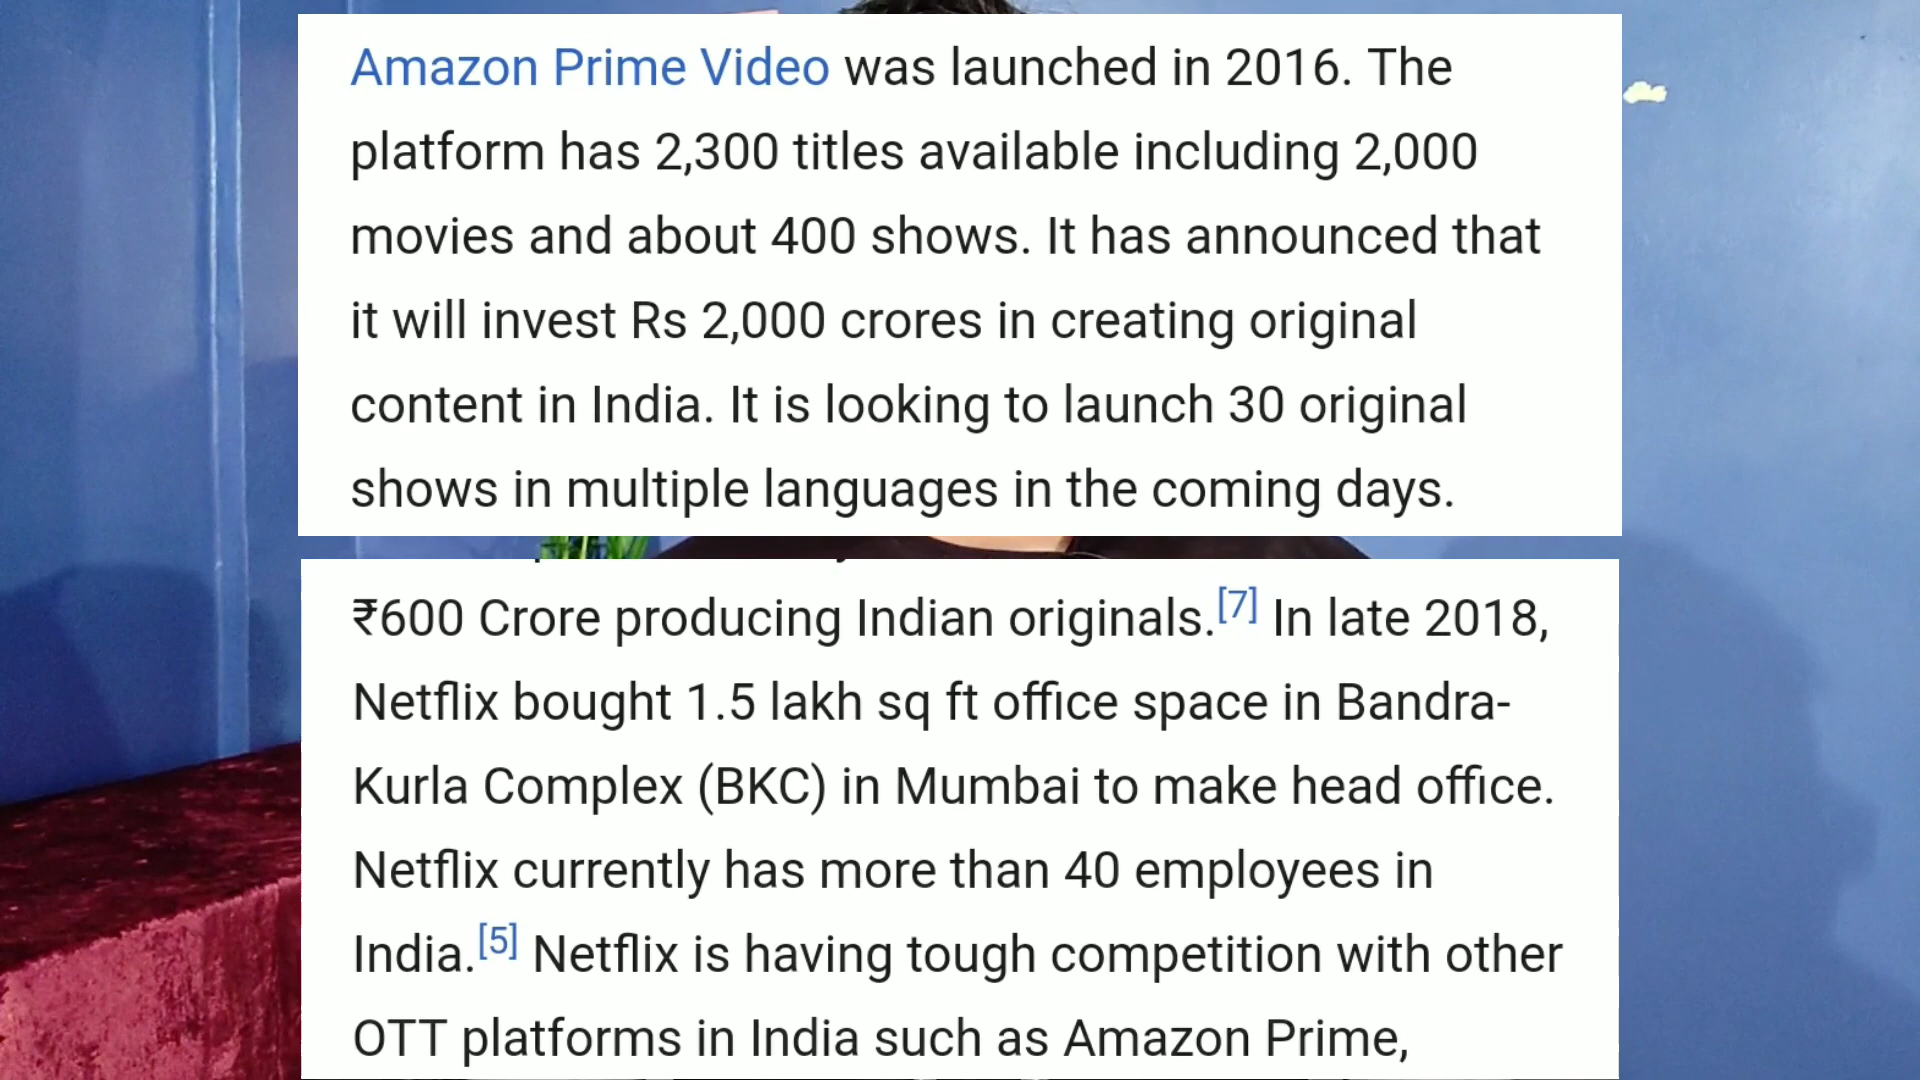 Amazon Prime Video was launched in 2016. The
platform has 2,300 titles available including 2,000
movies and about 400 shows. It has announced that
it will invest Rs 2,000 crores in creating original
content in India. It is looking to launch 30 original
shows in multiple languages in the coming days.
₹600 Crore producing Indian originals.[7] In late 2018,
Netflix bought 1.5 lakh sq ft office space in Bandra-
Kurla Complex (BKC) in Mumbai to make head office.
Netflix currently has more than 40 employees in
India.[5] Netflix is having tough competition with other
OTT platforms in India such as Amazon Prime,